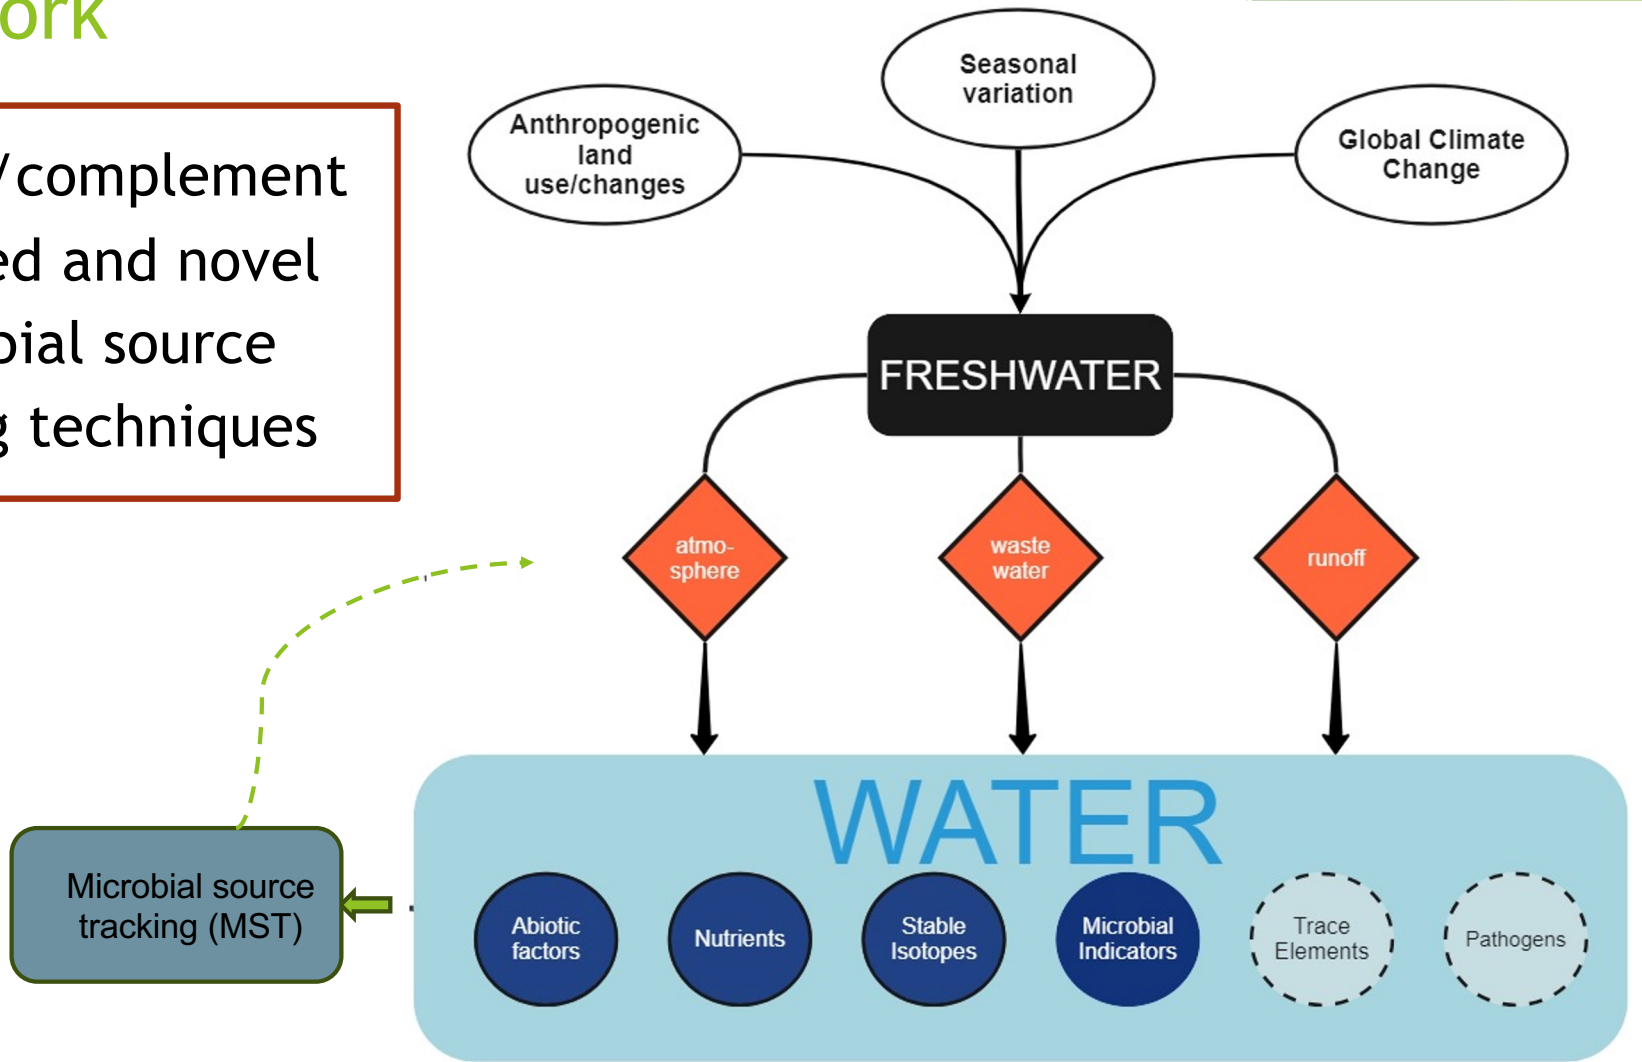 ork
/complement
ed and novel
bial source
g techniques
Seasonal
variation
Anthropogenic
land
use/changes
Global Climate
Change
FRESHWATER
atmo-
sphere
waste
water
runoff
WATER
Microbial source
tracking (MST)
Abiotic
factors
Nutrients
Stable
Isotopes
Microbial
Indicators
Trace
Elements
Pathogens